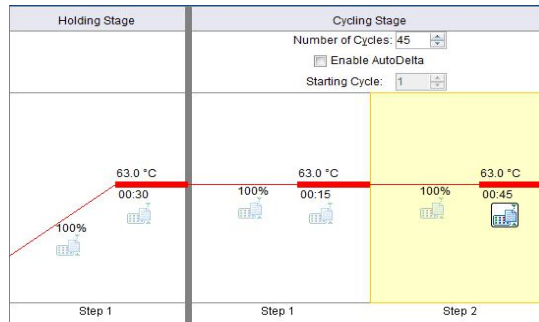 Holding Stage
Cycling Stage
Number of Cycles: 45
Enable AutoDelta
Starting Cycle: 1
63.0 °C
00:30
100%
63.0 °C
100%
00:15
63.0 °C
100%
00:45
Step 1
Step 1
Step 2